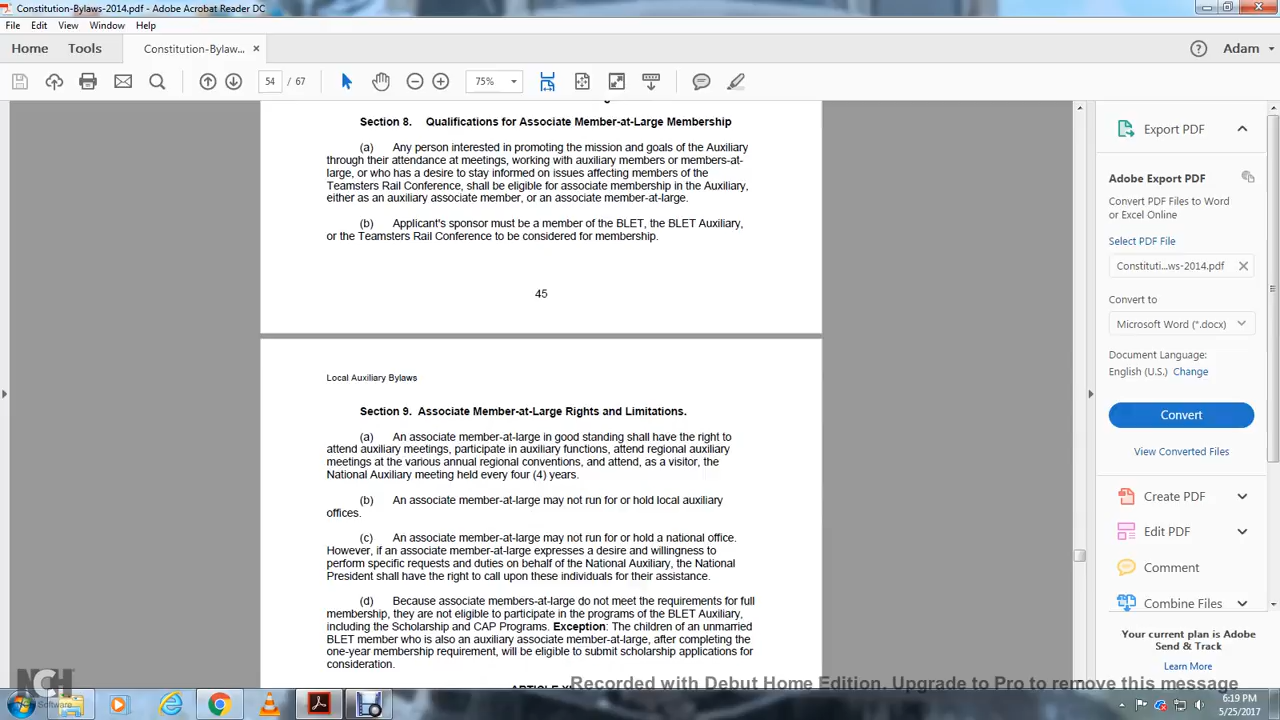 Constitution-Bylaws-2014.pdf - Adobe Acrobat Reader DC
File Edit View Window Help
Home Tools Constitution-Bylaw... × Adam
54 / 67 75%
Section 8. Qualifications for Associate Member-at-Large Membership
(a) Any person interested in promoting the mission and goals of the Auxiliary
through their attendance at meetings, working with auxiliary members or members-at-
large, or who has a desire to stay informed on issues affecting members of the
Teamsters Rail Conference, shall be eligible for associate membership in the Auxiliary,
either as an auxiliary associate member, or an associate member-at-large.
(b) Applicant's sponsor must be a member of the BLET, the BLET Auxiliary,
or the Teamsters Rail Conference to be considered for membership.
45
Local Auxiliary Bylaws
Section 9. Associate Member-at-Large Rights and Limitations.
(a) An associate member-at-large in good standing shall have the right to
attend auxiliary meetings, participate in auxiliary functions, attend regional auxiliary
meetings at the various annual regional conventions, and attend, as a visitor, the
National Auxiliary meeting held every four (4) years.
(b) An associate member-at-large may not run for or hold local auxiliary
offices.
(c) An associate member-at-large may not run for or hold a national office.
However, if an associate member-at-large expresses a desire and willingness to
perform specific requests and duties on behalf of the National Auxiliary, the National
President shall have the right to call upon these individuals for their assistance.
(d) Because associate members-at-large do not meet the requirements for full
membership, they are not eligible to participate in the programs of the BLET Auxiliary,
including the Scholarship and CAP Programs. Exception: The children of an unmarried
BLET member who is also an auxiliary associate member-at-large, after completing the
one-year membership requirement, will be eligible to submit scholarship applications for
consideration.
Export PDF
Adobe Export PDF
Convert PDF Files to Word
or Excel Online
Select PDF File
Constituti...ws-2014.pdf
Convert to
Microsoft Word (*.docx)
Document Language:
English (U.S.) Change
Convert
View Converted Files
Create PDF
Edit PDF
Comment
Combine Files
Your current plan is Adobe
Send & Track
Learn More
NCH
Software
Recorded with Debut Home Edition. Upgrade to Pro to remove this message
6:19 PM
5/25/2017